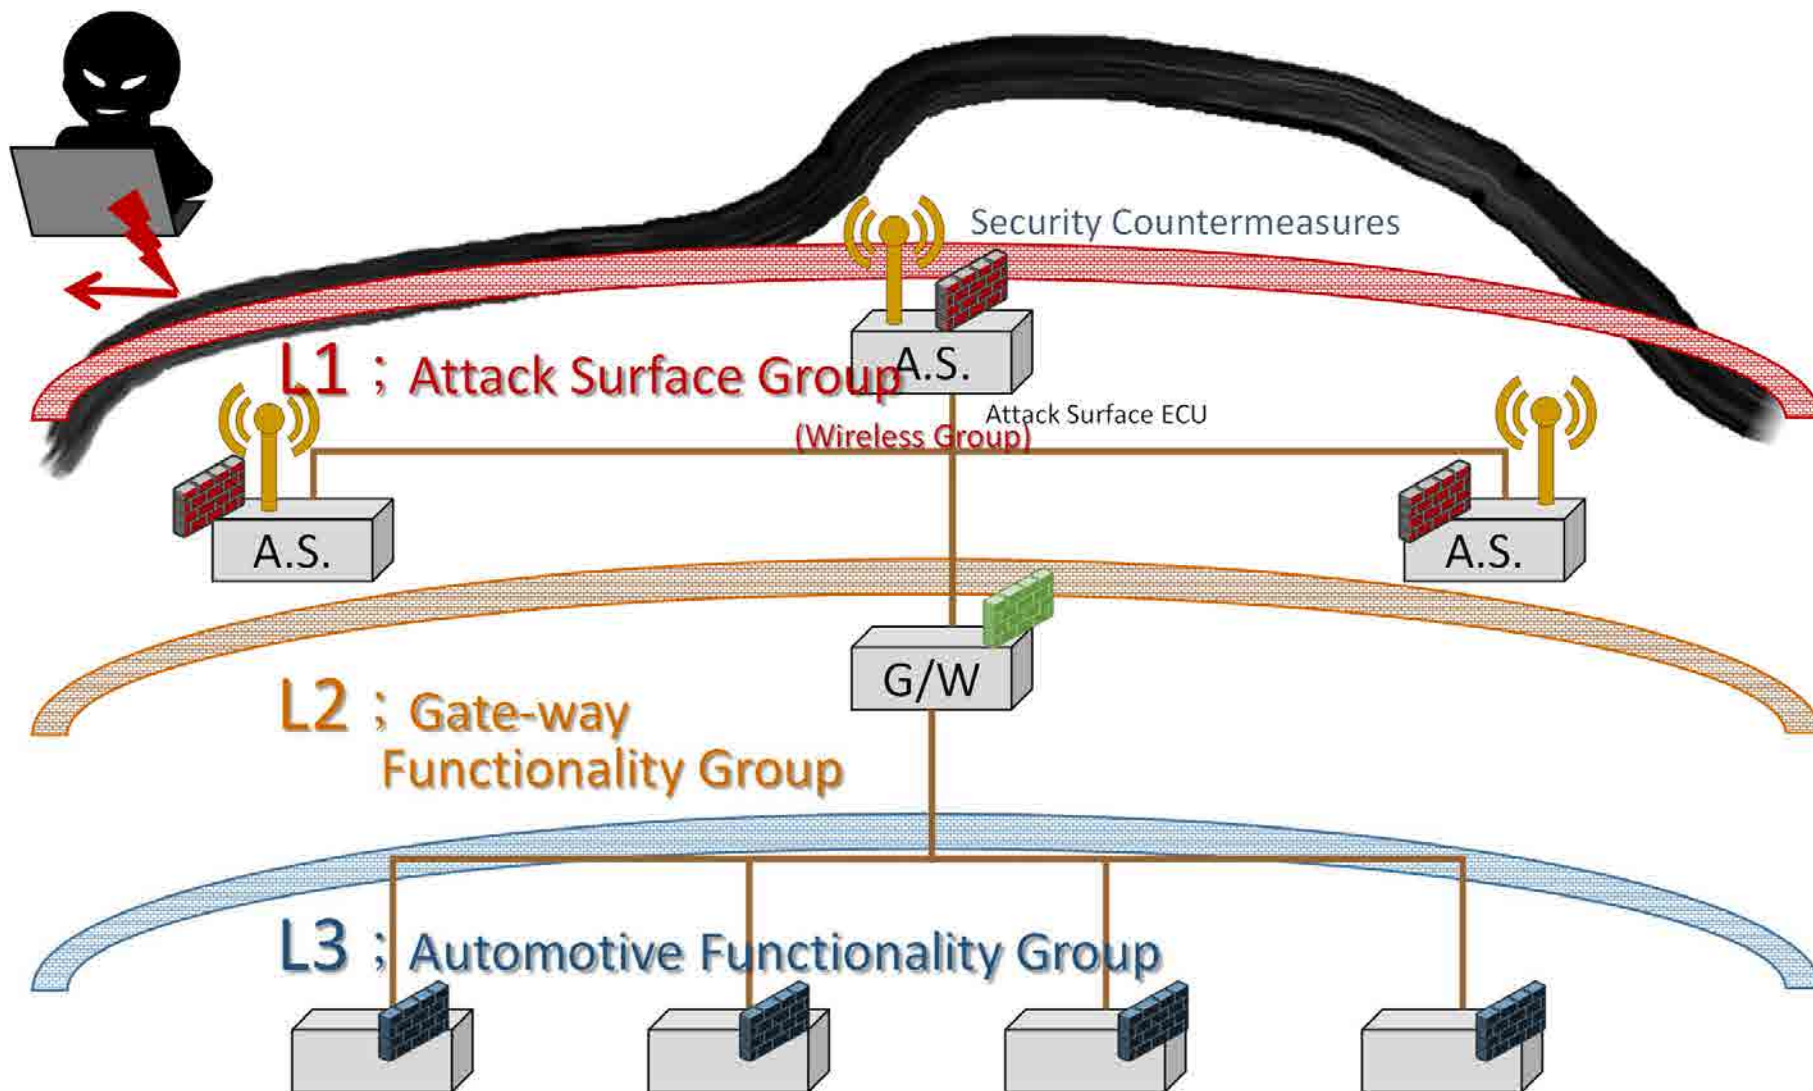 Security Countermeasures
A.S.
L1 ; Attack Surface Group
Attack Surface ECU
(Wireless Group)
A.S.
A.S.
G/W
L2 ; Gate-way
Functionality Group
L3 ; Automotive Functionality Group